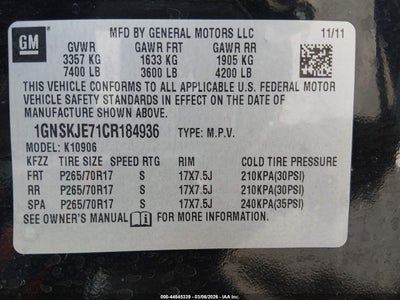 GM
MFD BY GENERAL MOTORS LLC
11/11
GVWR GAWR FRT GAWR RR
3357 KG 1633 KG 1905 KG
7400 LB 3600 LB 4200 LB
THIS VEHICLE CONFORMS TO ALL APPLICABLE U.S. FEDERAL MOTOR
VEHICLE SAFETY STANDARDS IN EFFECT ON THE DATE OF
MANUFACTURE SHOWN ABOVE.
1GNSKJE71CR184936 TYPE: M.P.V.
MODEL: K10906
KFZZ TIRE SIZE SPEED RTG RIM COLD TIRE PRESSURE
FRT P265/70R17 S 17X7.5J 210KPA(30PSI)
RR P265/70R17 S 17X7.5J 210KPA(30PSI)
SPA P265/70R17 S 17X7.5J 240KPA(35PSI)
SEE OWNER'S MANUAL FOR MORE INFORMATION.
000-44645339 - 03/06/2026 - IAA Inc.